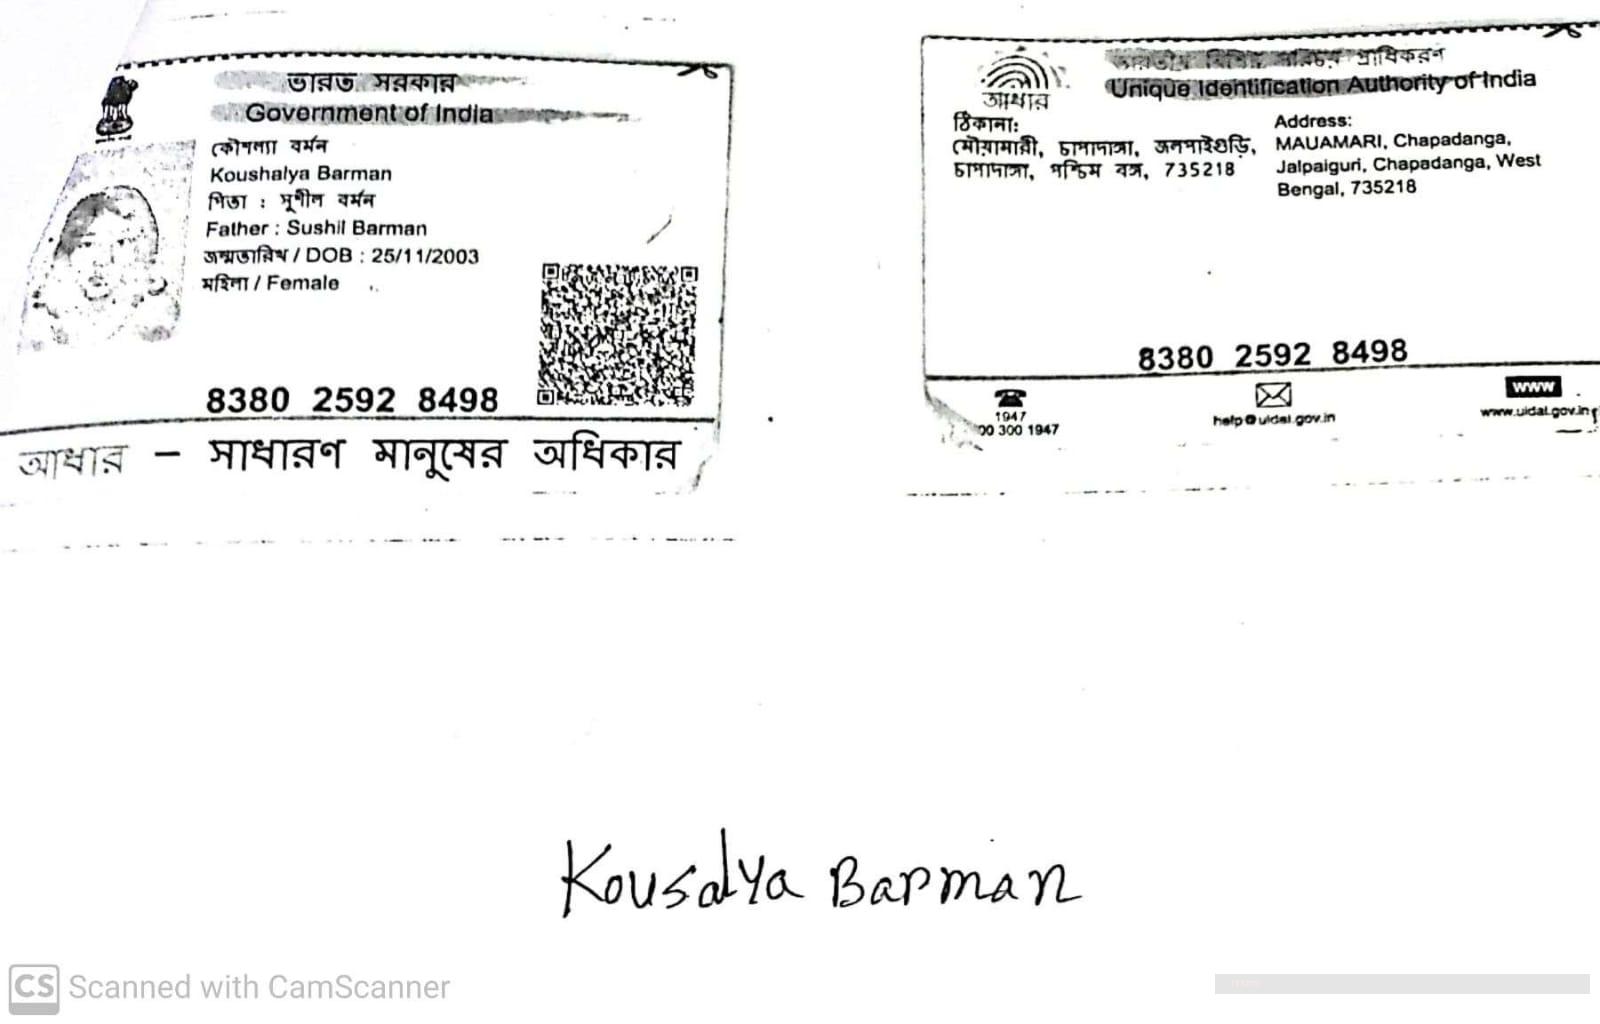 ভারত সরকার
Government of India
কৌশল্যা বর্মন
Koushalya Barman
পিতা : সুশীল বর্মন
Father : Sushil Barman
জন্মতারিখ / DOB : 25/11/2003
মহিলা / Female
8380 2592 8498
আধার – সাধারণ মানুষের অধিকার
ভারতীয় বিশিষ্ট পরিচয় প্রাধিকরণ
Unique Identification Authority of India
আধার
ঠিকানা:
মৌয়ামারী, চাপাদাঙ্গা, জলপাইগুড়ি,
চাপাদাঙ্গা, পশ্চিম বঙ্গ, 735218
Address:
MAUAMARI, Chapadanga,
Jalpaiguri, Chapadanga, West
Bengal, 735218
8380 2592 8498
1947
00 300 1947
help@uidai.gov.in
www
www.uidai.gov.in
Kousalya Barman
CS Scanned with CamScanner